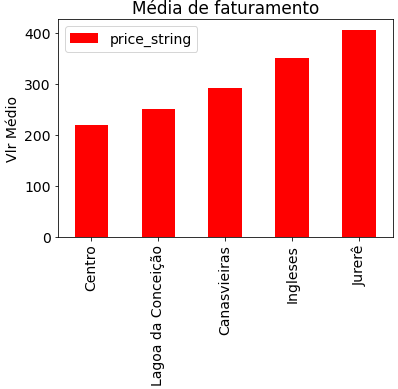 Média de faturamento
price_string
Vlr Médio
400
300
200
100
0
Centro
Lagoa da Conceição
Canasvieiras
Ingleses
Jurerê